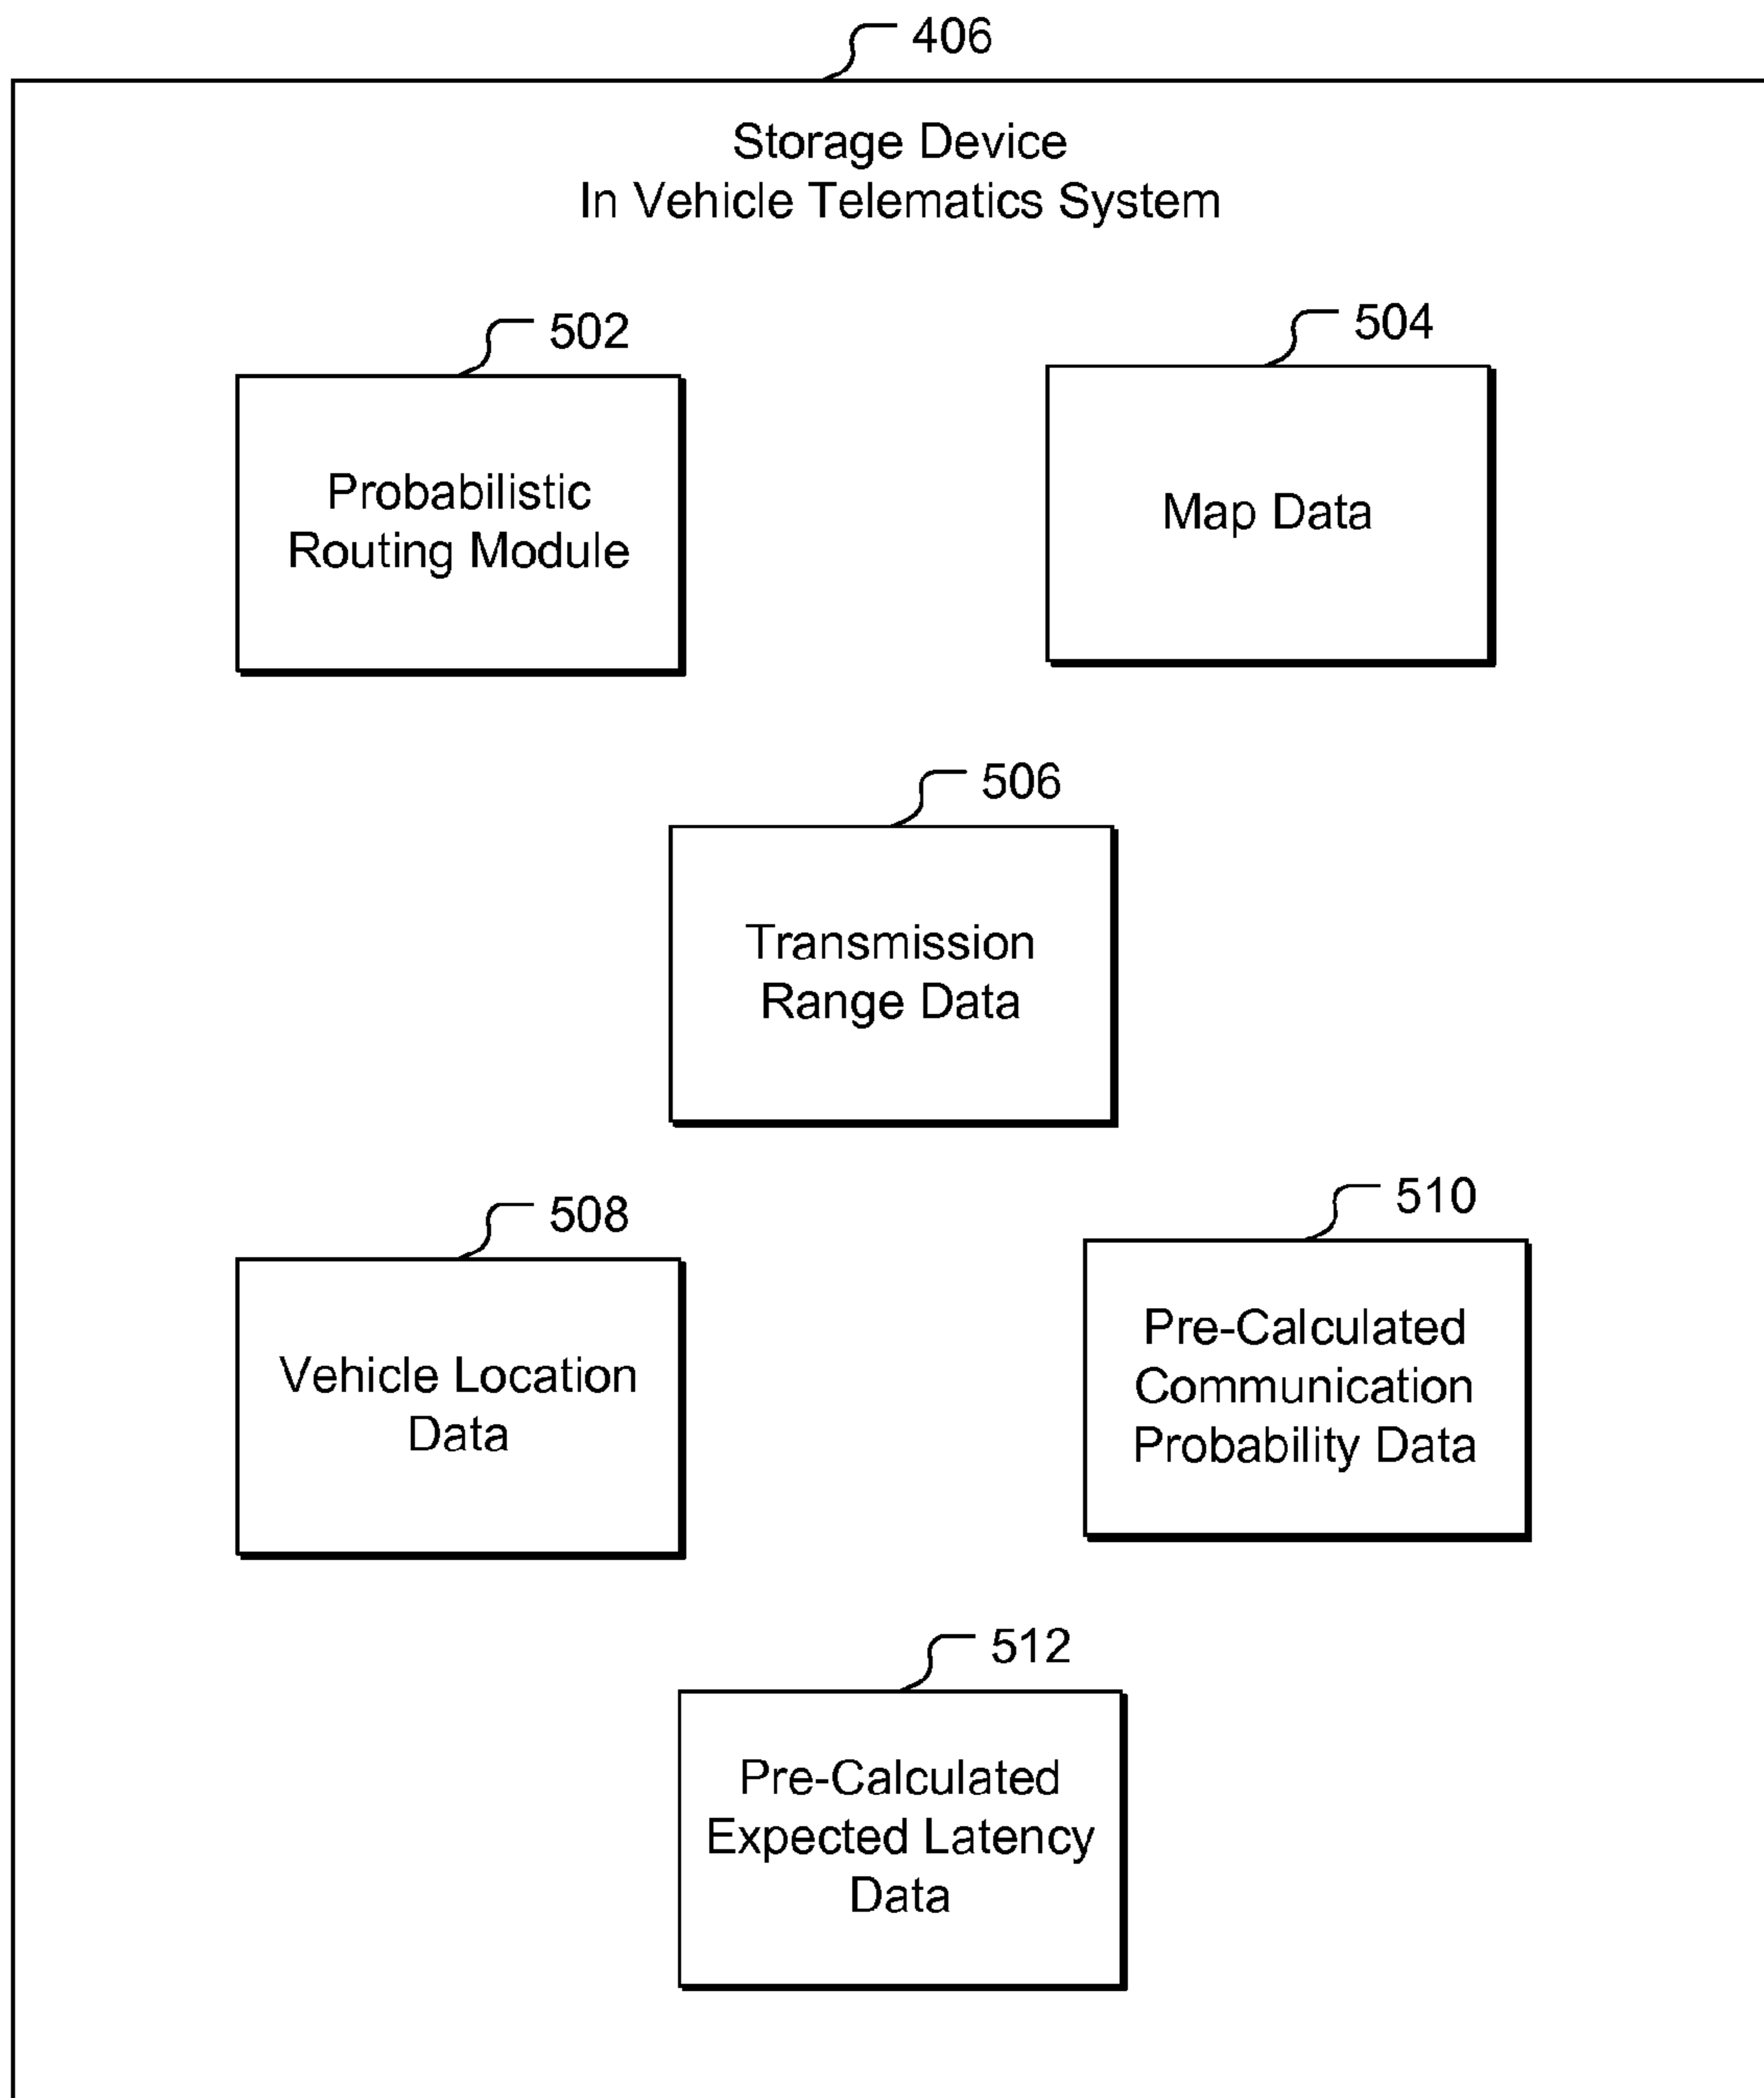 406
Storage Device
In Vehicle Telematics System
502
Probabilistic
Routing Module
504
Map Data
506
Transmission
Range Data
508
Vehicle Location
Data
510
Pre-Calculated
Communication
Probability Data
512
Pre-Calculated
Expected Latency
Data